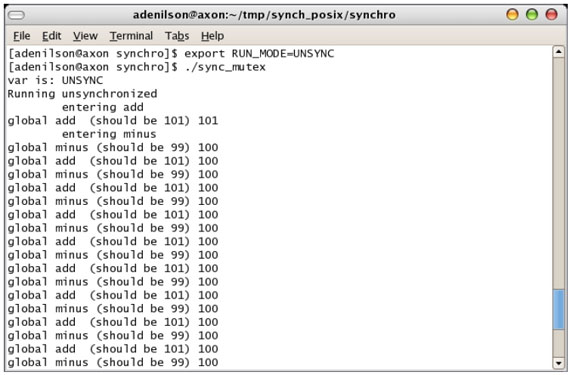 adenilson@axon:~/tmp/synch_posix/synchro
File Edit View Terminal Tabs Help
[adenilson@axon synchro]$ export RUN_MODE=UNSYNC
[adenilson@axon synchro]$ ./sync_mutex
var is: UNSYNC
Running unsynchronized
entering add
global add (should be 101) 101
entering minus
global minus (should be 99) 100
global add (should be 101) 100
global minus (should be 99) 100
global add (should be 101) 100
global minus (should be 99) 100
global add (should be 101) 100
global minus (should be 99) 100
global add (should be 101) 100
global minus (should be 99) 100
global add (should be 101) 100
global minus (should be 99) 100
global add (should be 101) 100
global minus (should be 99) 100
global add (should be 101) 100
global minus (should be 99) 100
global add (should be 101) 100
global minus (should be 99) 100